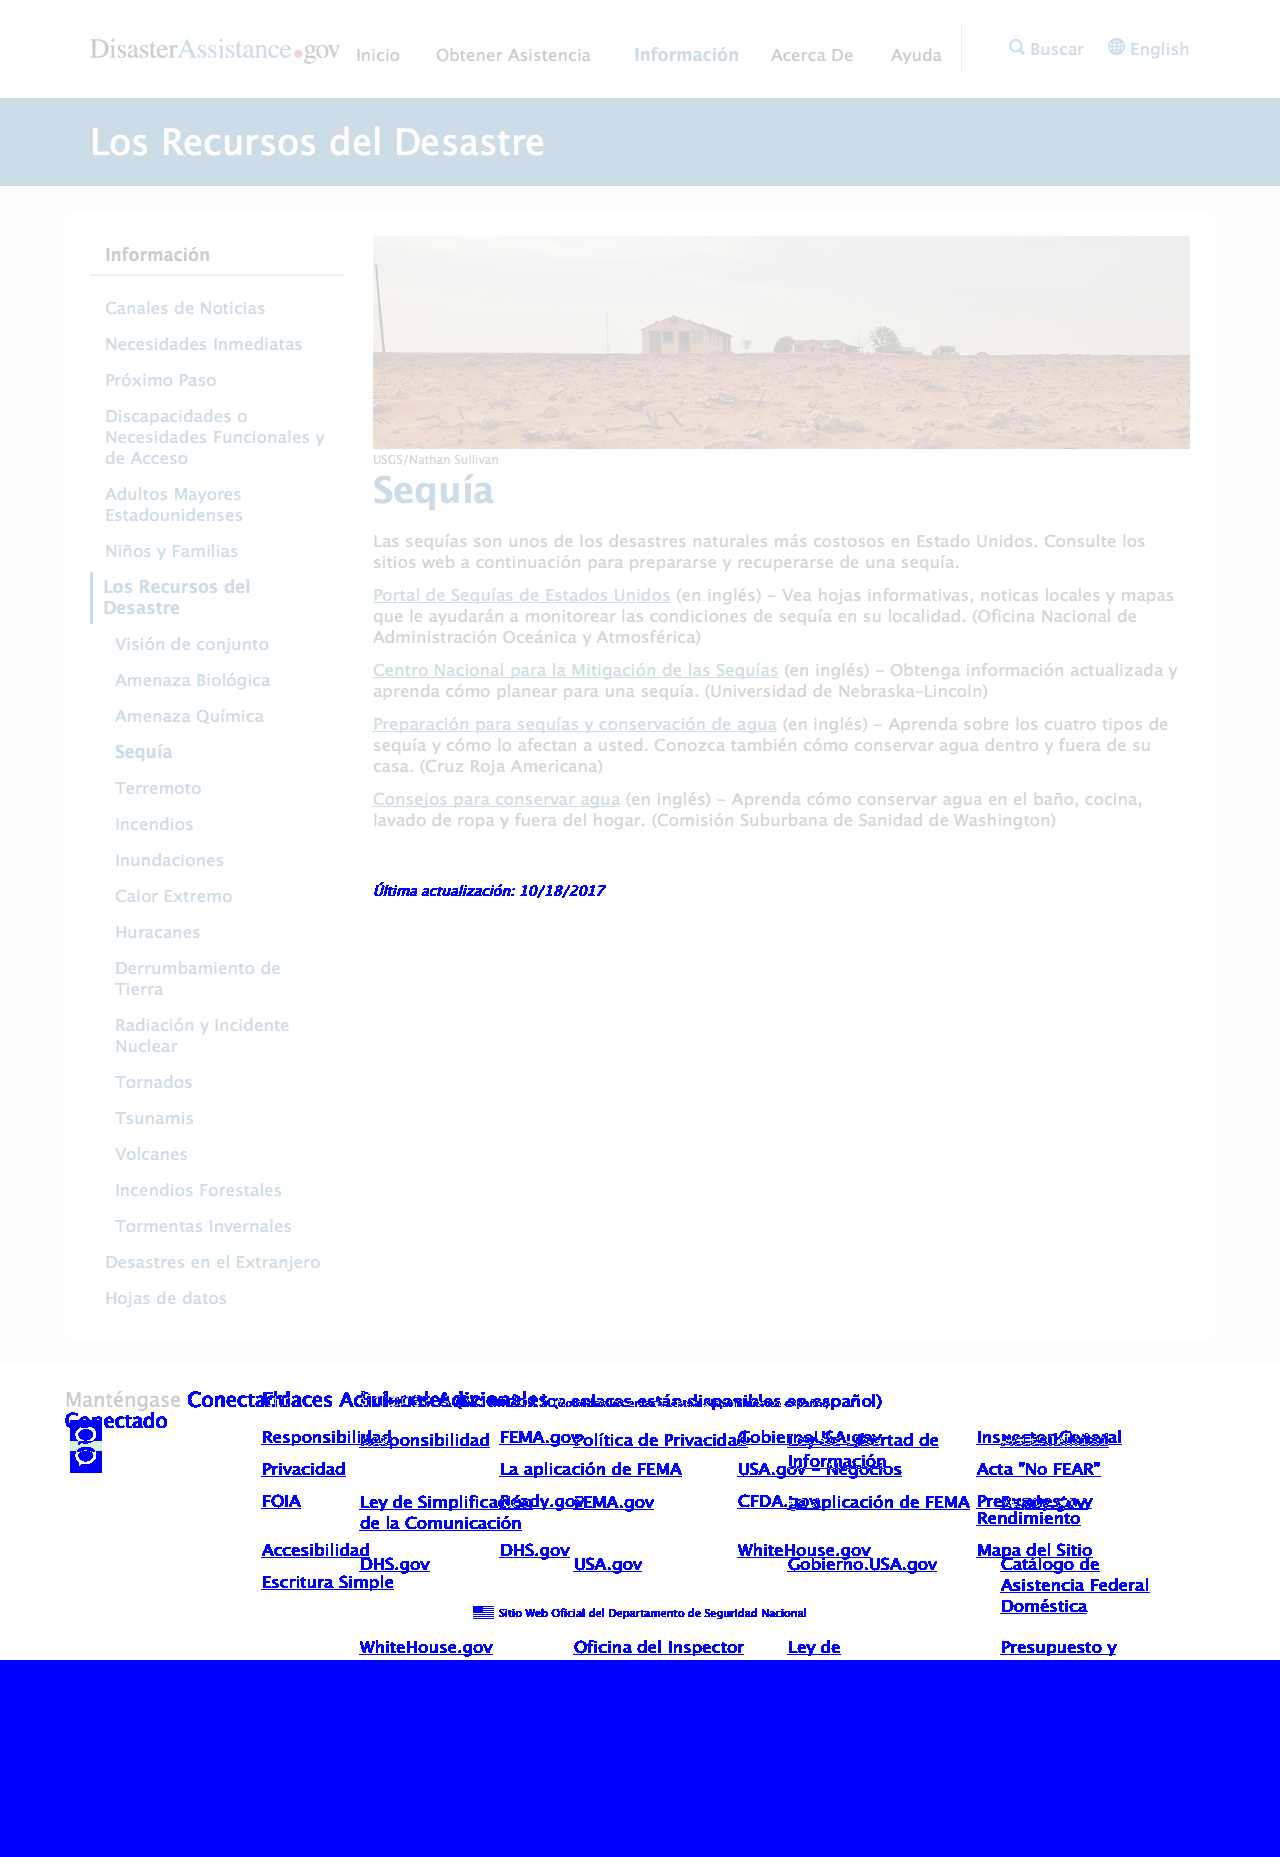 DisasterAssistance.gov
Inicio Obtener Asistencia Información Acerca De Ayuda Buscar English
Los Recursos del Desastre
Información
Canales de Noticias
Necesidades Inmediatas
Próximo Paso
Discapacidades o
Necesidades Funcionales y
de Acceso
Adultos Mayores
Estadounidenses
Niños y Familias
Los Recursos del
Desastre
Visión de conjunto
Amenaza Biológica
Amenaza Química
Sequía
Terremoto
Incendios
Inundaciones
Calor Extremo
Huracanes
Derrumbamiento de
Tierra
Radiación y Incidente
Nuclear
Tornados
Tsunamis
Volcanes
Incendios Forestales
Tormentas Invernales
Desastres en el Extranjero
Hojas de datos
USGS/Nathan Sullivan
Sequía
Las sequías son unos de los desastres naturales más costosos en Estado Unidos. Consulte los
sitios web a continuación para prepararse y recuperarse de una sequía.
Portal de Sequías de Estados Unidos (en inglés) – Vea hojas informativas, noticas locales y mapas
que le ayudarán a monitorear las condiciones de sequía en su localidad. (Oficina Nacional de
Administración Oceánica y Atmosférica)
Centro Nacional para la Mitigación de las Sequías (en inglés) – Obtenga información actualizada y
aprenda cómo planear para una sequía. (Universidad de Nebraska–Lincoln)
Preparación para sequías y conservación de agua (en inglés) – Aprenda sobre los cuatro tipos de
sequía y cómo lo afectan a usted. Conozca también cómo conservar agua dentro y fuera de su
casa. (Cruz Roja Americana)
Consejos para conservar agua (en inglés) – Aprenda cómo conservar agua en el baño, cocina,
lavado de ropa y fuera del hogar. (Comisión Suburbana de Sanidad de Washington)
Última actualización: 10/18/2017
Manténgase
Conectado
Enlaces enlaces están disponibles en español)
Responsibilidad FEMA.gov Gobierno.USA.gov Inspector General
Responsibilidad Política de Privacidad Ley de Libertad de
Información
Privacidad La aplicación de FEMA USA.gov – Negocios Acta "No FEAR"
FOIA Ready.gov CFDA.gov
Rendimiento
Ley de Simplificación FEMA.gov La aplicación de FEMA
de la Comunicación
Accesibilidad DHS.gov WhiteHouse.gov Mapa del Sitio
DHS.gov USA.gov Gobierno.USA.gov Catálogo de
Asistencia Federal
Doméstica
Escritura Simple
Sitio Web Oficial del Departamento de Seguridad Nacional
WhiteHouse.gov Oficina del Inspector Ley de Presupuesto y